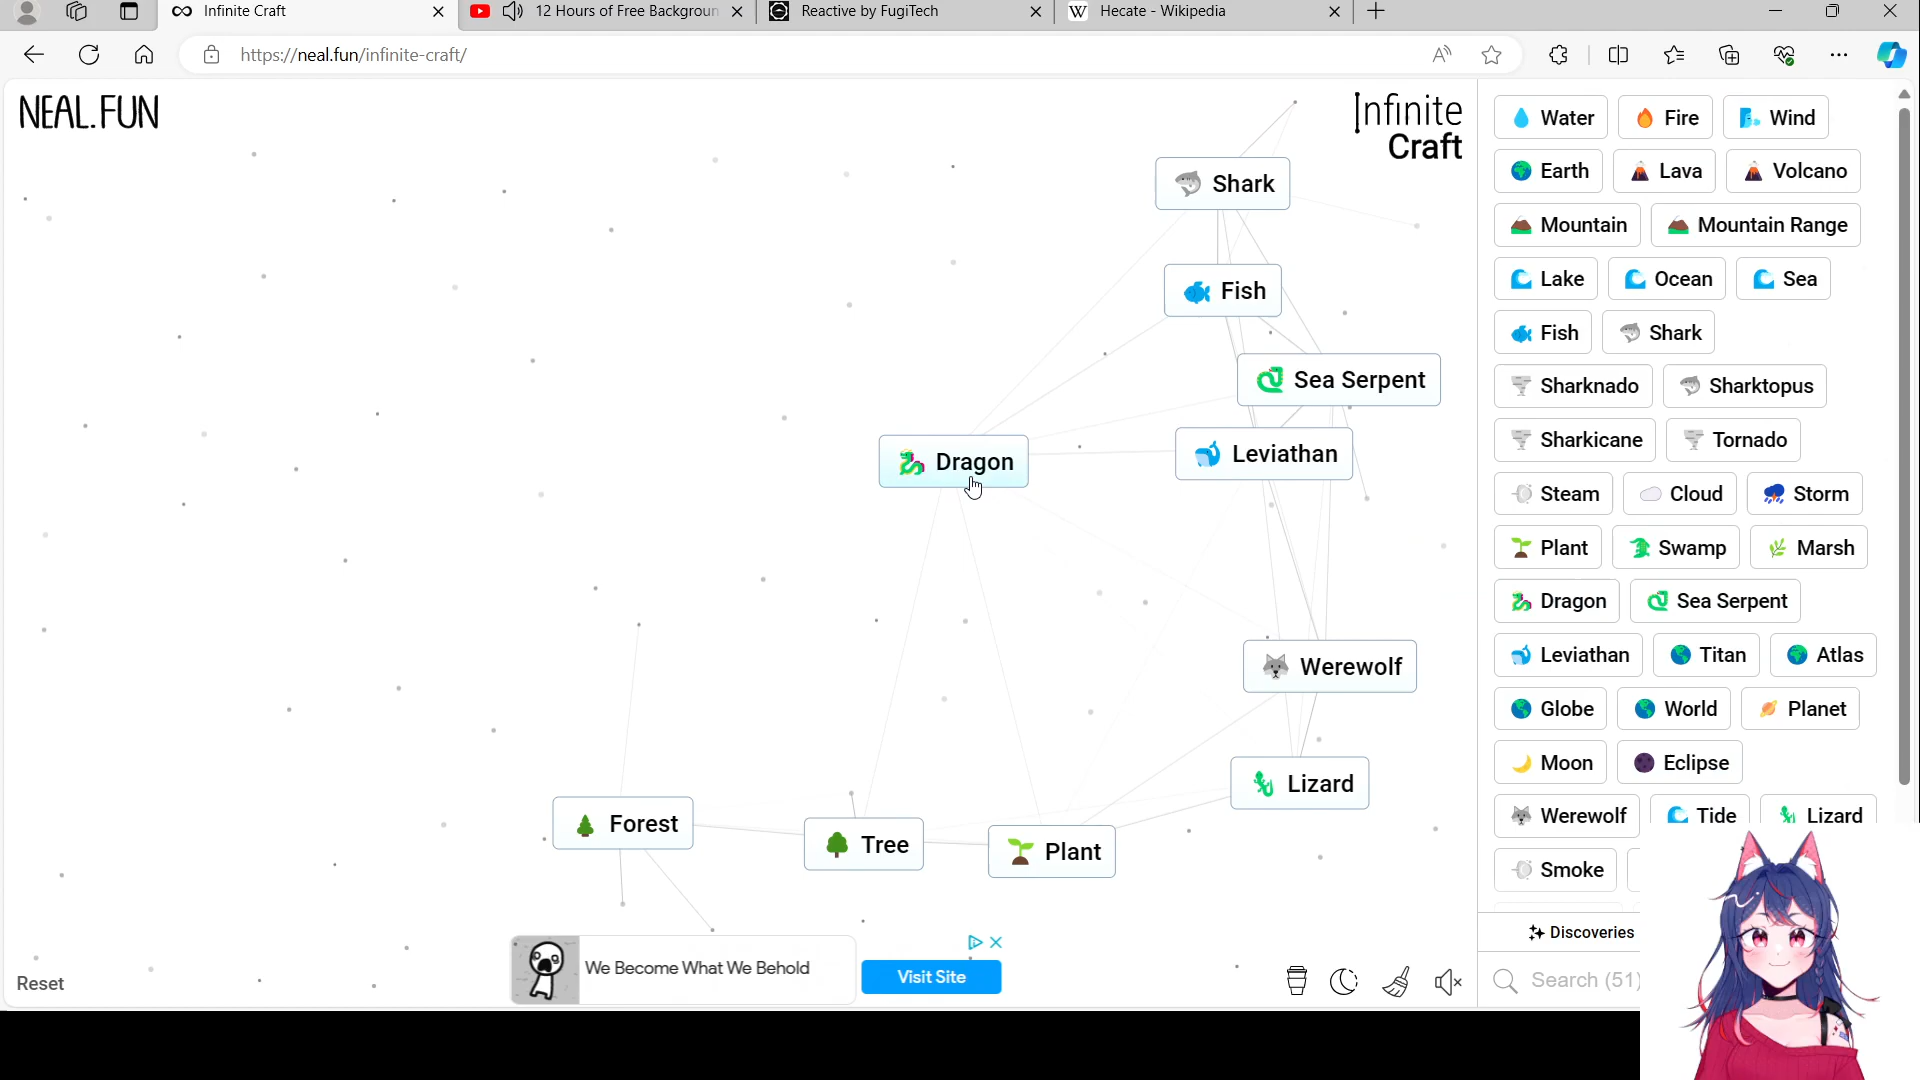 Infinite Craft
12 Hours of Free Backgroun
Reactive by FugiTech
Hecate - Wikipedia
https://neal.fun/infinite-craft/
NEAL.FUN
Infinite
Craft
Shark
Fish
Sea Serpent
Dragon
Leviathan
Werewolf
Lizard
Forest
Tree
Plant
We Become What We Behold
Visit Site
Reset
Water Fire Wind
Earth Lava Volcano
Mountain Mountain Range
Lake Ocean Sea
Fish Shark
Sharknado Sharktopus
Sharkicane Tornado
Steam Cloud Storm
Plant Swamp Marsh
Dragon Sea Serpent
Leviathan Titan Atlas
Globe World Planet
Moon Eclipse
Werewolf Tide Lizard
Smoke
Discoveries
Search (51)